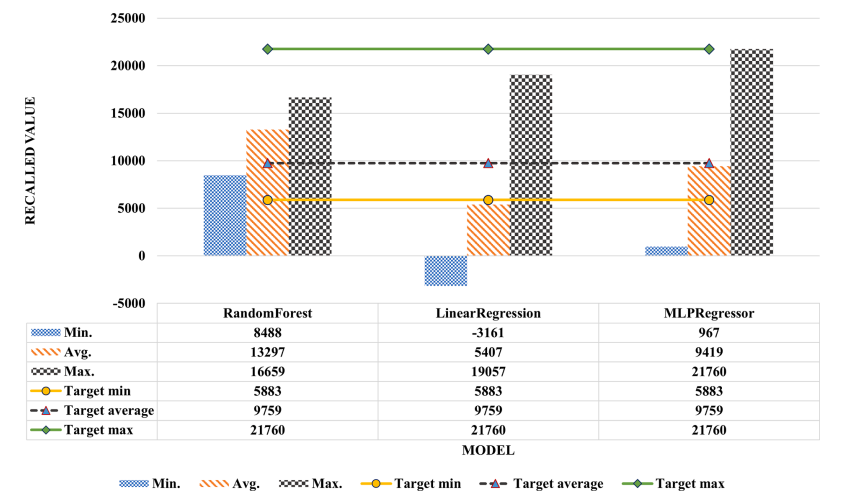 25000
20000
15000
10000
5000
0
-5000
RECALLED VALUE
RandomForest LinearRegression MLPRegressor
Min. 8488 -3161 967
Avg. 13297 5407 9419
Max. 16659 19057 21760
Target min 5883 5883 5883
Target average 9759 9759 9759
Target max 21760 21760 21760
MODEL
Min. Avg. Max. Target min Target average Target max